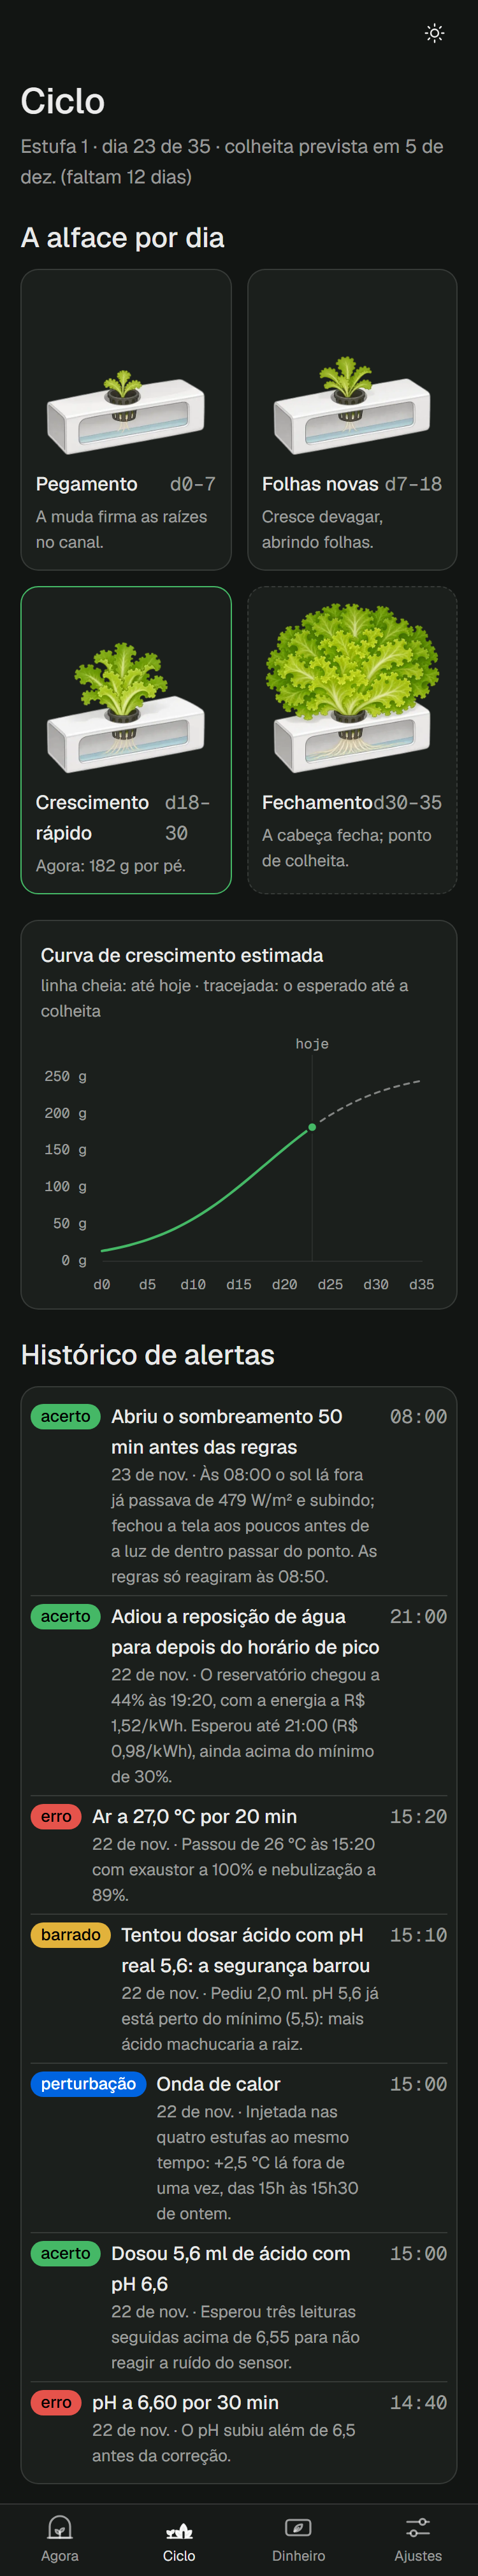 Ciclo
Estufa 1 · dia 23 de 35 · colheita prevista em 5 de
dez. (faltam 12 dias)
A alface por dia
Pegamento d0–7
A muda firma as raízes
no canal.
Folhas novas d7–18
Cresce devagar,
abrindo folhas.
Crescimento d18–
rápido 30
Agora: 182 g por pé.
Fechamento d30–35
A cabeça fecha; ponto
de colheita.
Curva de crescimento estimada
linha cheia: até hoje · tracejada: o esperado até a
colheita
hoje
250 g
200 g
150 g
100 g
50 g
0 g
d0 d5 d10 d15 d20 d25 d30 d35
Histórico de alertas
acerto Abriu o sombreamento 50 08:00
min antes das regras
23 de nov. · Às 08:00 o sol lá fora
já passava de 479 W/m² e subindo;
fechou a tela aos poucos antes de
a luz de dentro passar do ponto. As
regras só reagiram às 08:50.
acerto Adiou a reposição de água 21:00
para depois do horário de pico
22 de nov. · O reservatório chegou a
44% às 19:20, com a energia a R$
1,52/kWh. Esperou até 21:00 (R$
0,98/kWh), ainda acima do mínimo
de 30%.
erro Ar a 27,0 °C por 20 min 15:20
22 de nov. · Passou de 26 °C às 15:20
com exaustor a 100% e nebulização a
89%.
barrado Tentou dosar ácido com pH 15:10
real 5,6: a segurança barrou
22 de nov. · Pediu 2,0 ml. pH 5,6 já
está perto do mínimo (5,5): mais
ácido machucaria a raiz.
perturbação Onda de calor 15:00
22 de nov. · Injetada nas
quatro estufas ao mesmo
tempo: +2,5 °C lá fora de
uma vez, das 15h às 15h30
de ontem.
acerto Dosou 5,6 ml de ácido com 15:00
pH 6,6
22 de nov. · Esperou três leituras
seguidas acima de 6,55 para não
reagir a ruído do sensor.
erro pH a 6,60 por 30 min 14:40
22 de nov. · O pH subiu além de 6,5
antes da correção.
Agora Ciclo Dinheiro Ajustes